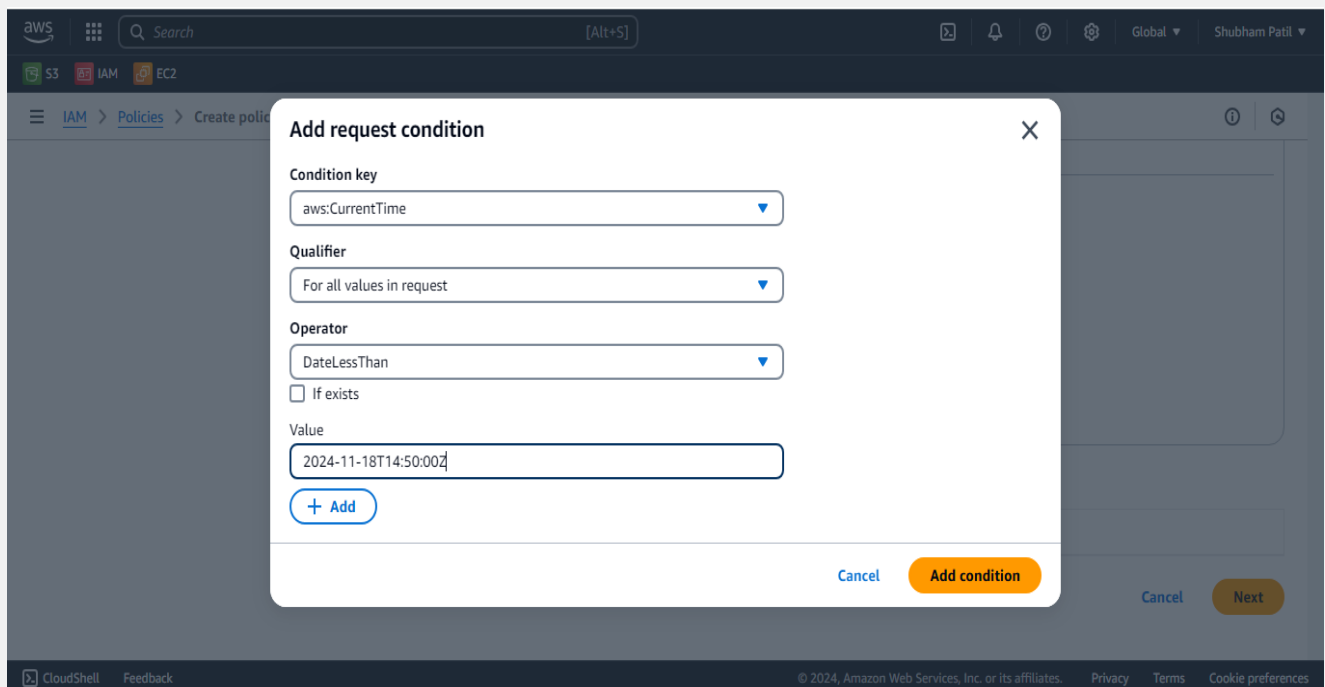 aws
Search [Alt+S] Global Shubham Patil
S3 IAM EC2
IAM > Policies > Create polic
Add request condition
Condition key
aws:CurrentTime
Qualifier
For all values in request
Operator
DateLessThan
If exists
Value
2024-11-18T14:50:00Z
+ Add
Cancel Add condition
Cancel Next
CloudShell Feedback © 2024, Amazon Web Services, Inc. or its affiliates. Privacy Terms Cookie preferences